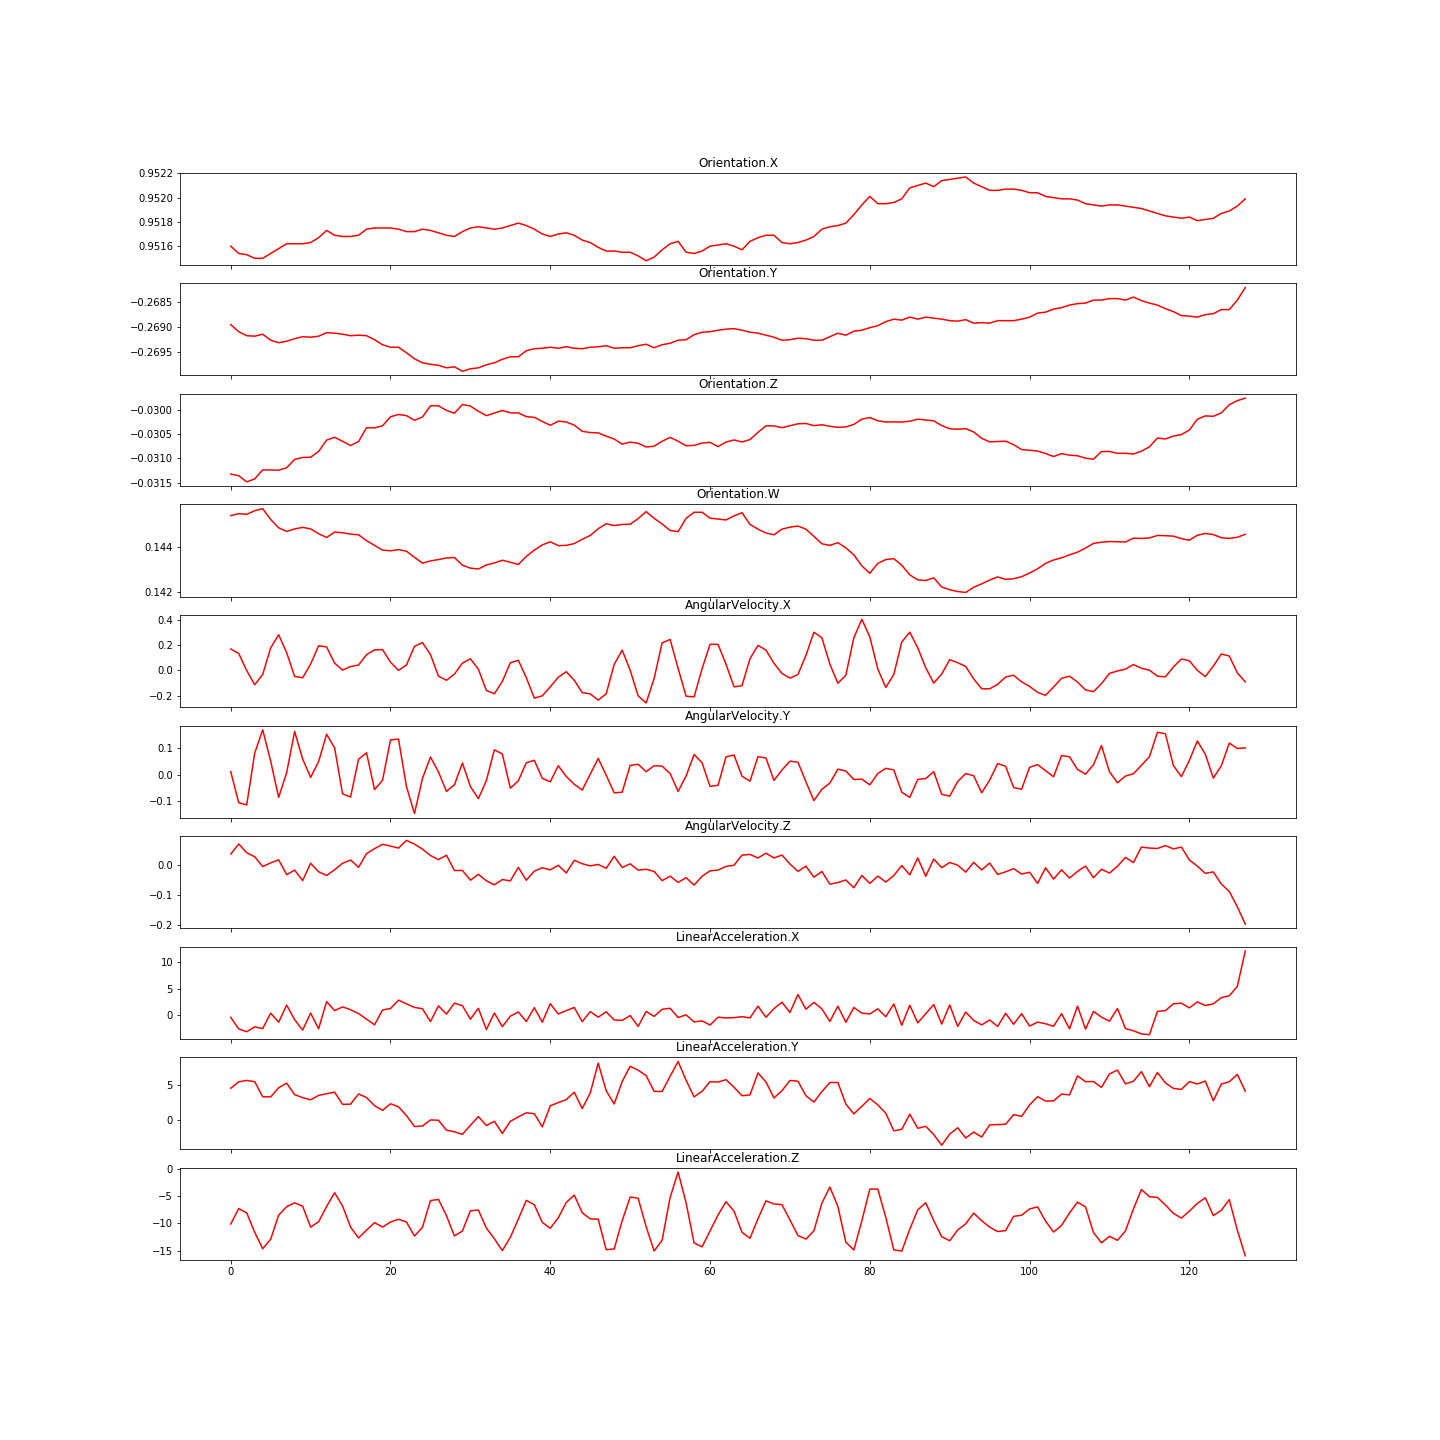 Orientation.X
0.9522
0.9520
0.9518
0.9516
Orientation.Y
−0.2685
−0.2690
−0.2695
Orientation.Z
−0.0300
−0.0305
−0.0310
−0.0315
Orientation.W
0.144
0.142
AngularVelocity.X
0.4
0.2
0.0
−0.2
AngularVelocity.Y
0.1
0.0
−0.1
AngularVelocity.Z
0.0
−0.1
−0.2
LinearAcceleration.X
10
5
0
LinearAcceleration.Y
5
0
LinearAcceleration.Z
0
−5
−10
−15
0 20 40 60 80 100 120